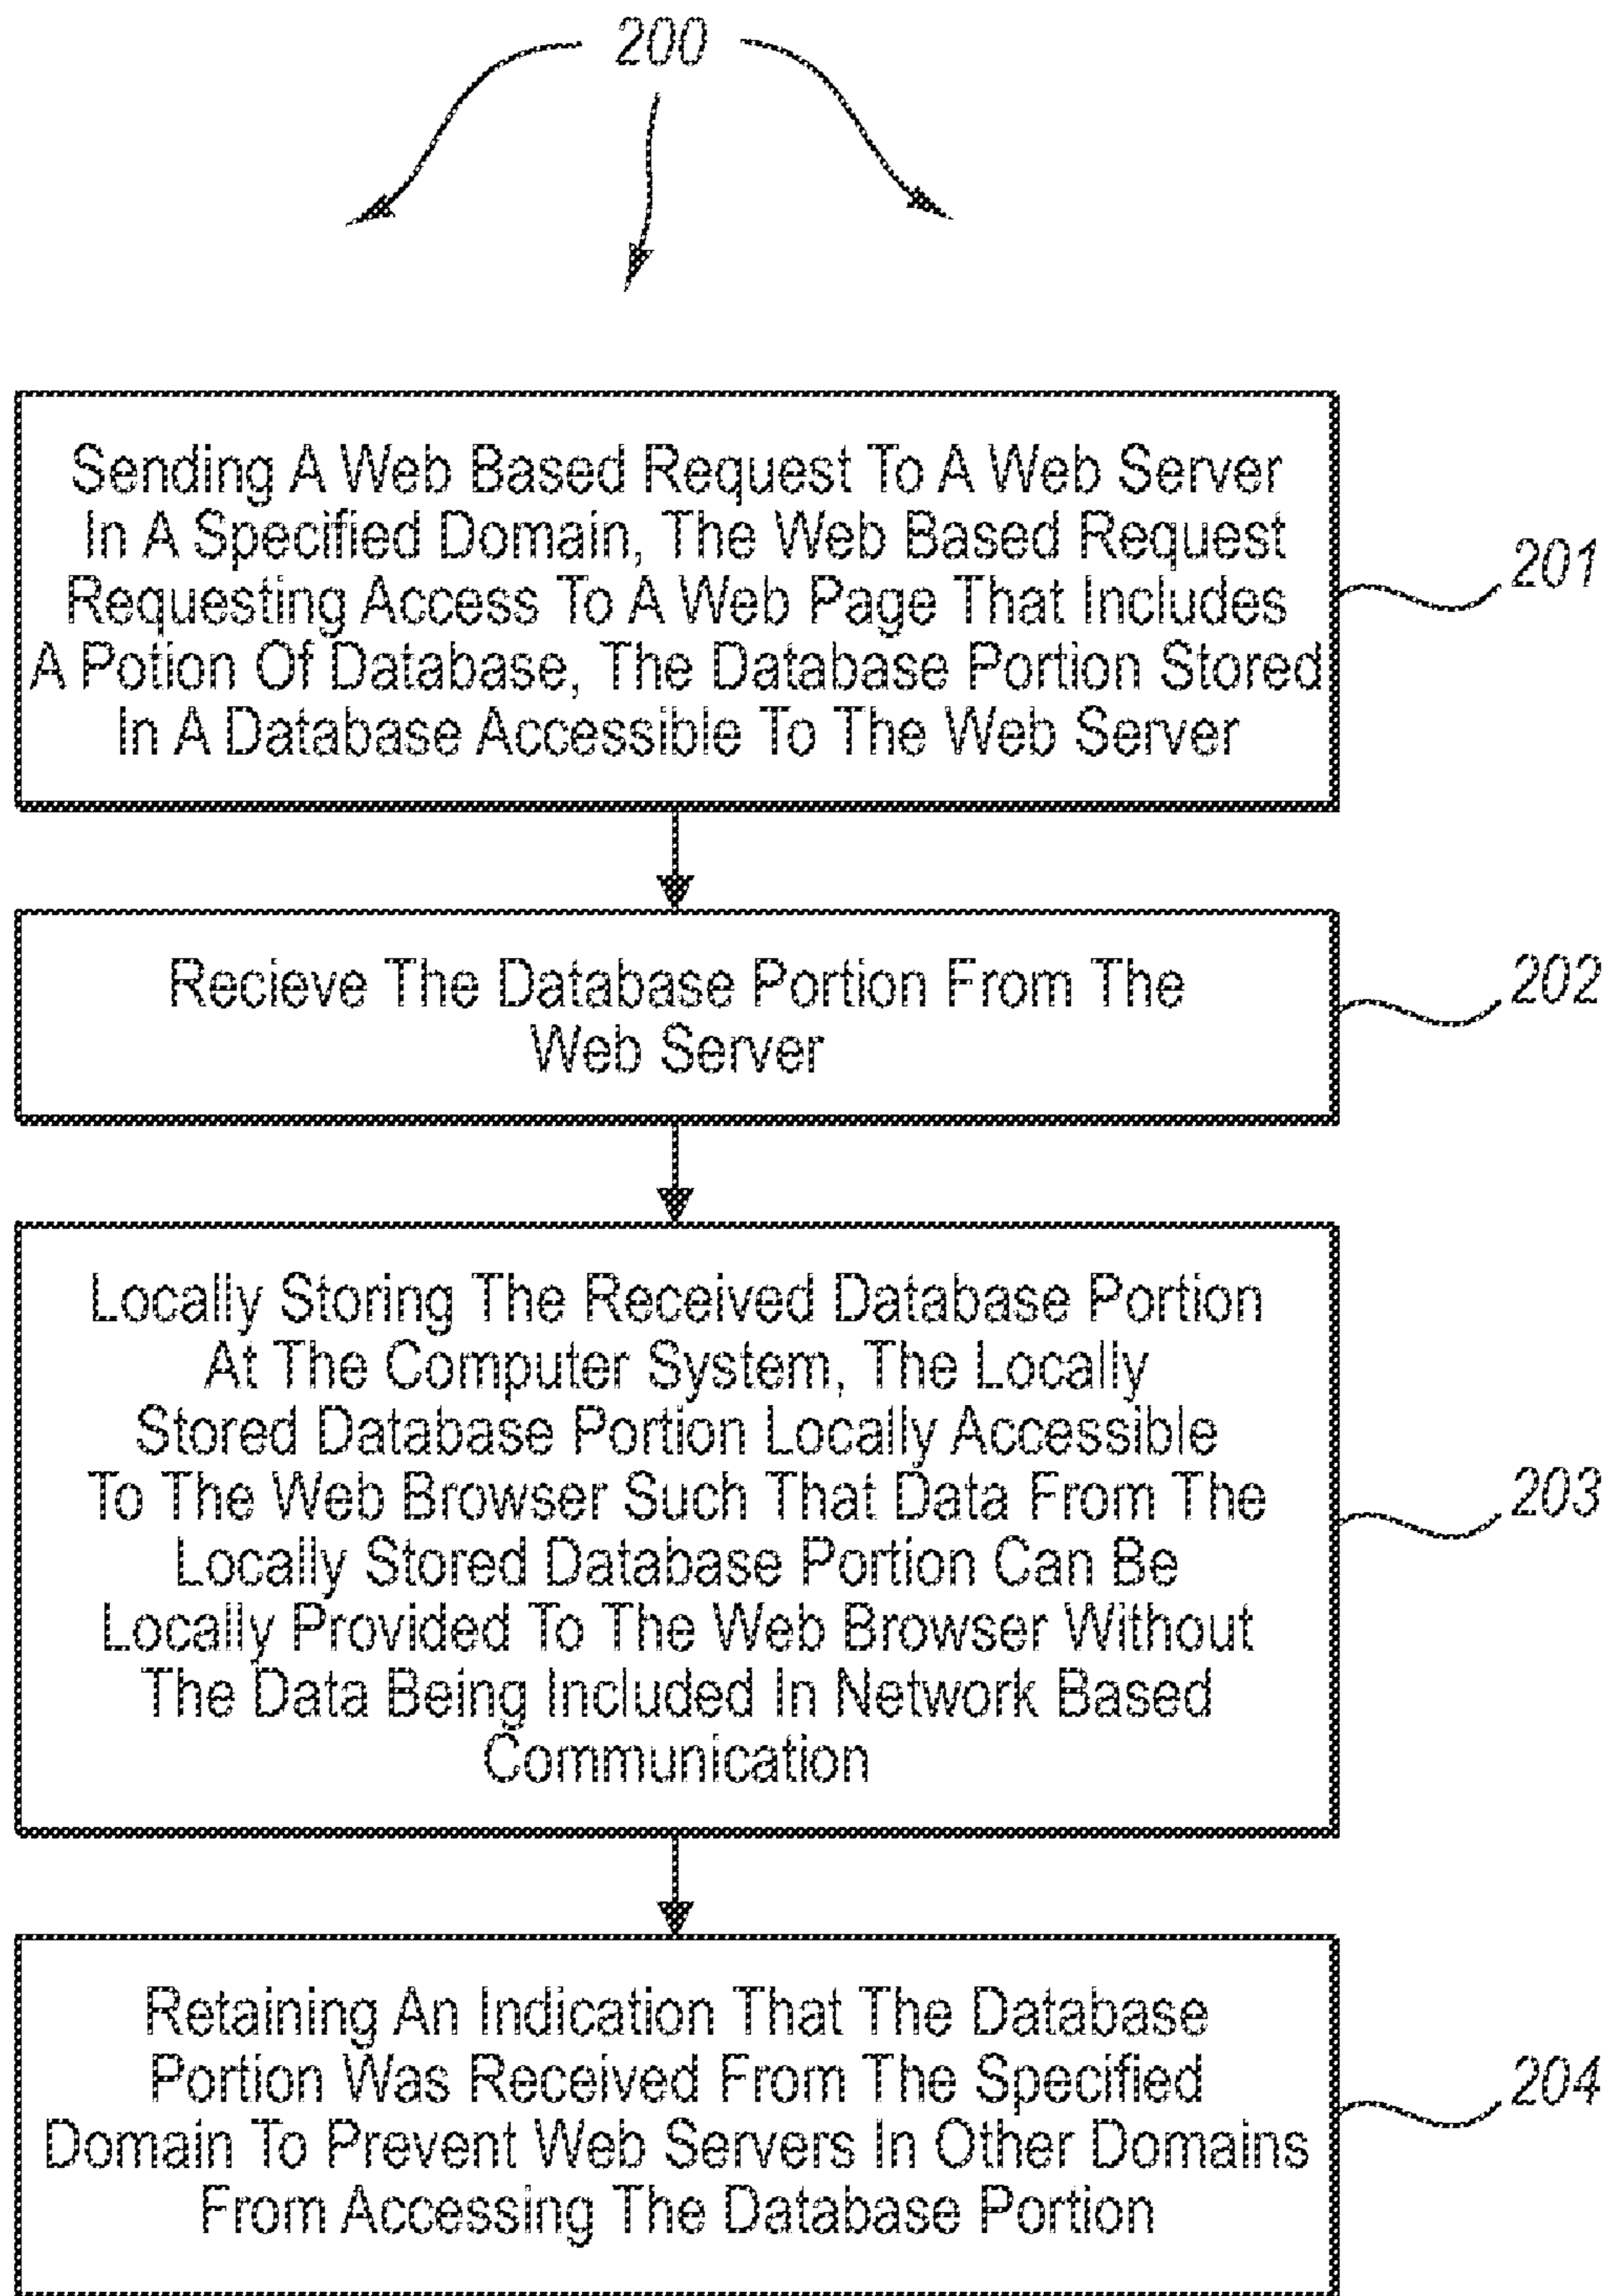 200
Sending A Web Based Request To A Web Server
In A Specified Domain, The Web Based Request
Requesting Access To A Web Page That Includes
A Potion Of Database, The Database Portion Stored
In A Database Accessible To The Web Server
201
Recieve The Database Portion From The
Web Server
202
Locally Storing The Received Database Portion
At The Computer System, The Locally
Stored Database Portion Locally Accessible
To The Web Browser Such That Data From The
Locally Stored Database Portion Can Be
Locally Provided To The Web Browser Without
The Data Being Included In Network Based
Communication
203
Retaining An Indication That The Database
Portion Was Received From The Specified
Domain To Prevent Web Servers In Other Domains
From Accessing The Database Portion
204